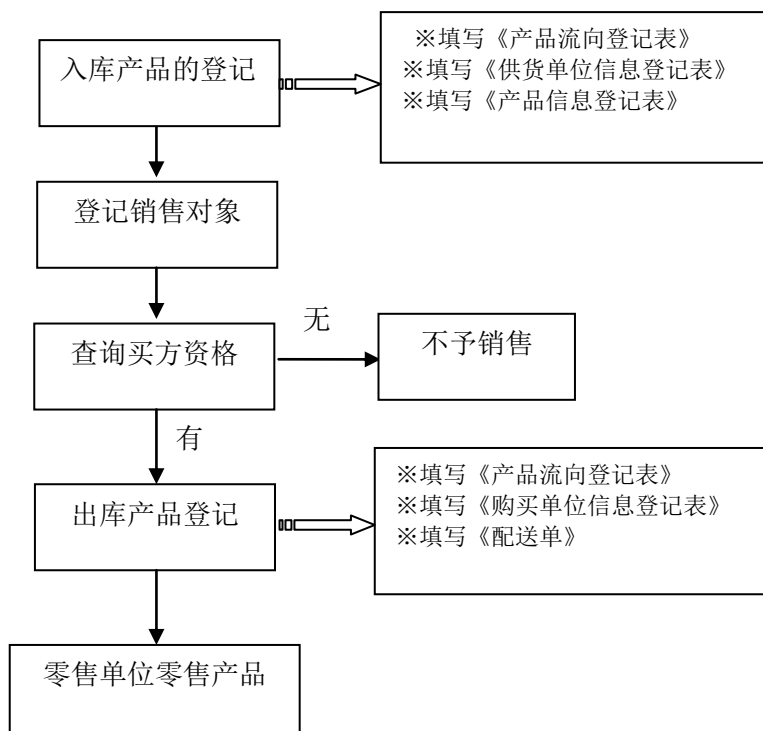 入库产品的登记
※填写《产品流向登记表》
※填写《供货单位信息登记表》
※填写《产品信息登记表》
登记销售对象
查询买方资格
无
不予销售
有
出库产品登记
※填写《产品流向登记表》
※填写《购买单位信息登记表》
※填写《配送单》
零售单位零售产品